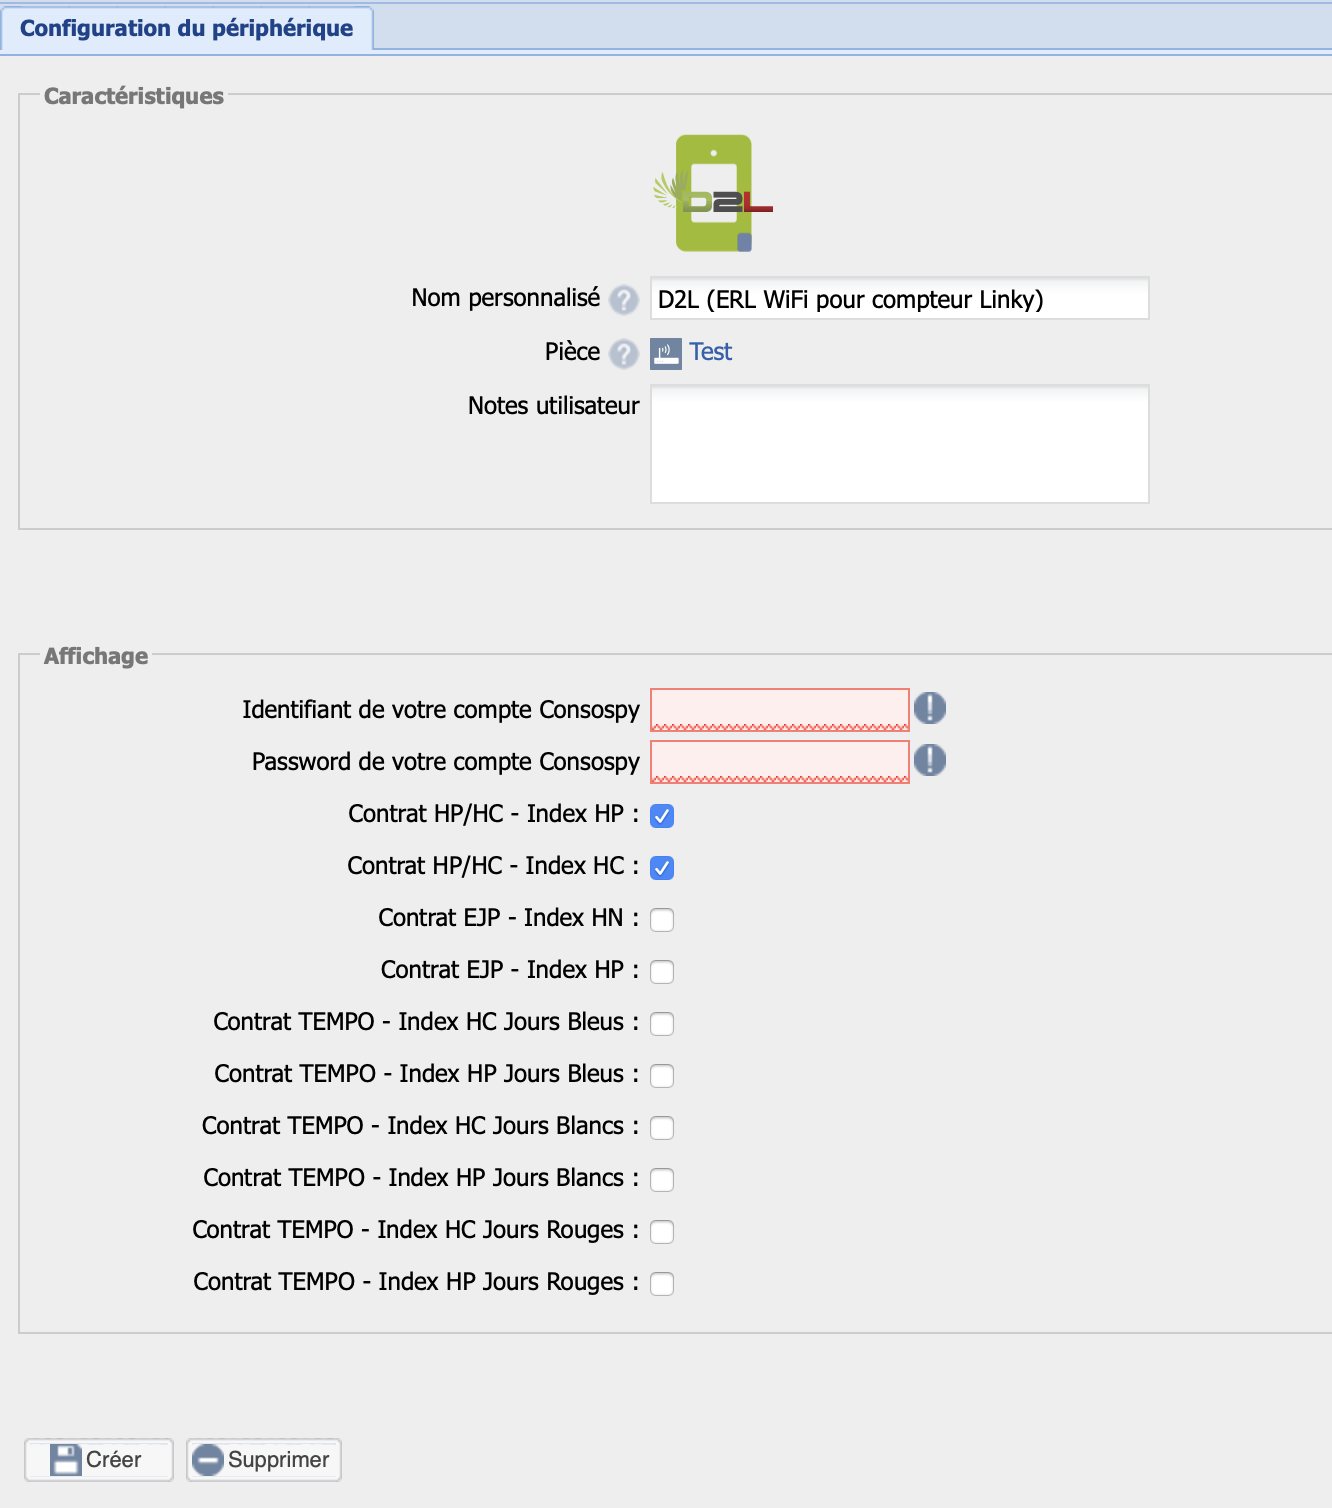 Configuration du périphérique
Caractéristiques
D2L
Nom personnalisé ? D2L (ERL WiFi pour compteur Linky)
Pièce ? Test
Notes utilisateur
Affichage
Identifiant de votre compte Consospy !
Password de votre compte Consospy !
Contrat HP/HC - Index HP :
Contrat HP/HC - Index HC :
Contrat EJP - Index HN :
Contrat EJP - Index HP :
Contrat TEMPO - Index HC Jours Bleus :
Contrat TEMPO - Index HP Jours Bleus :
Contrat TEMPO - Index HC Jours Blancs :
Contrat TEMPO - Index HP Jours Blancs :
Contrat TEMPO - Index HC Jours Rouges :
Contrat TEMPO - Index HP Jours Rouges :
Créer Supprimer